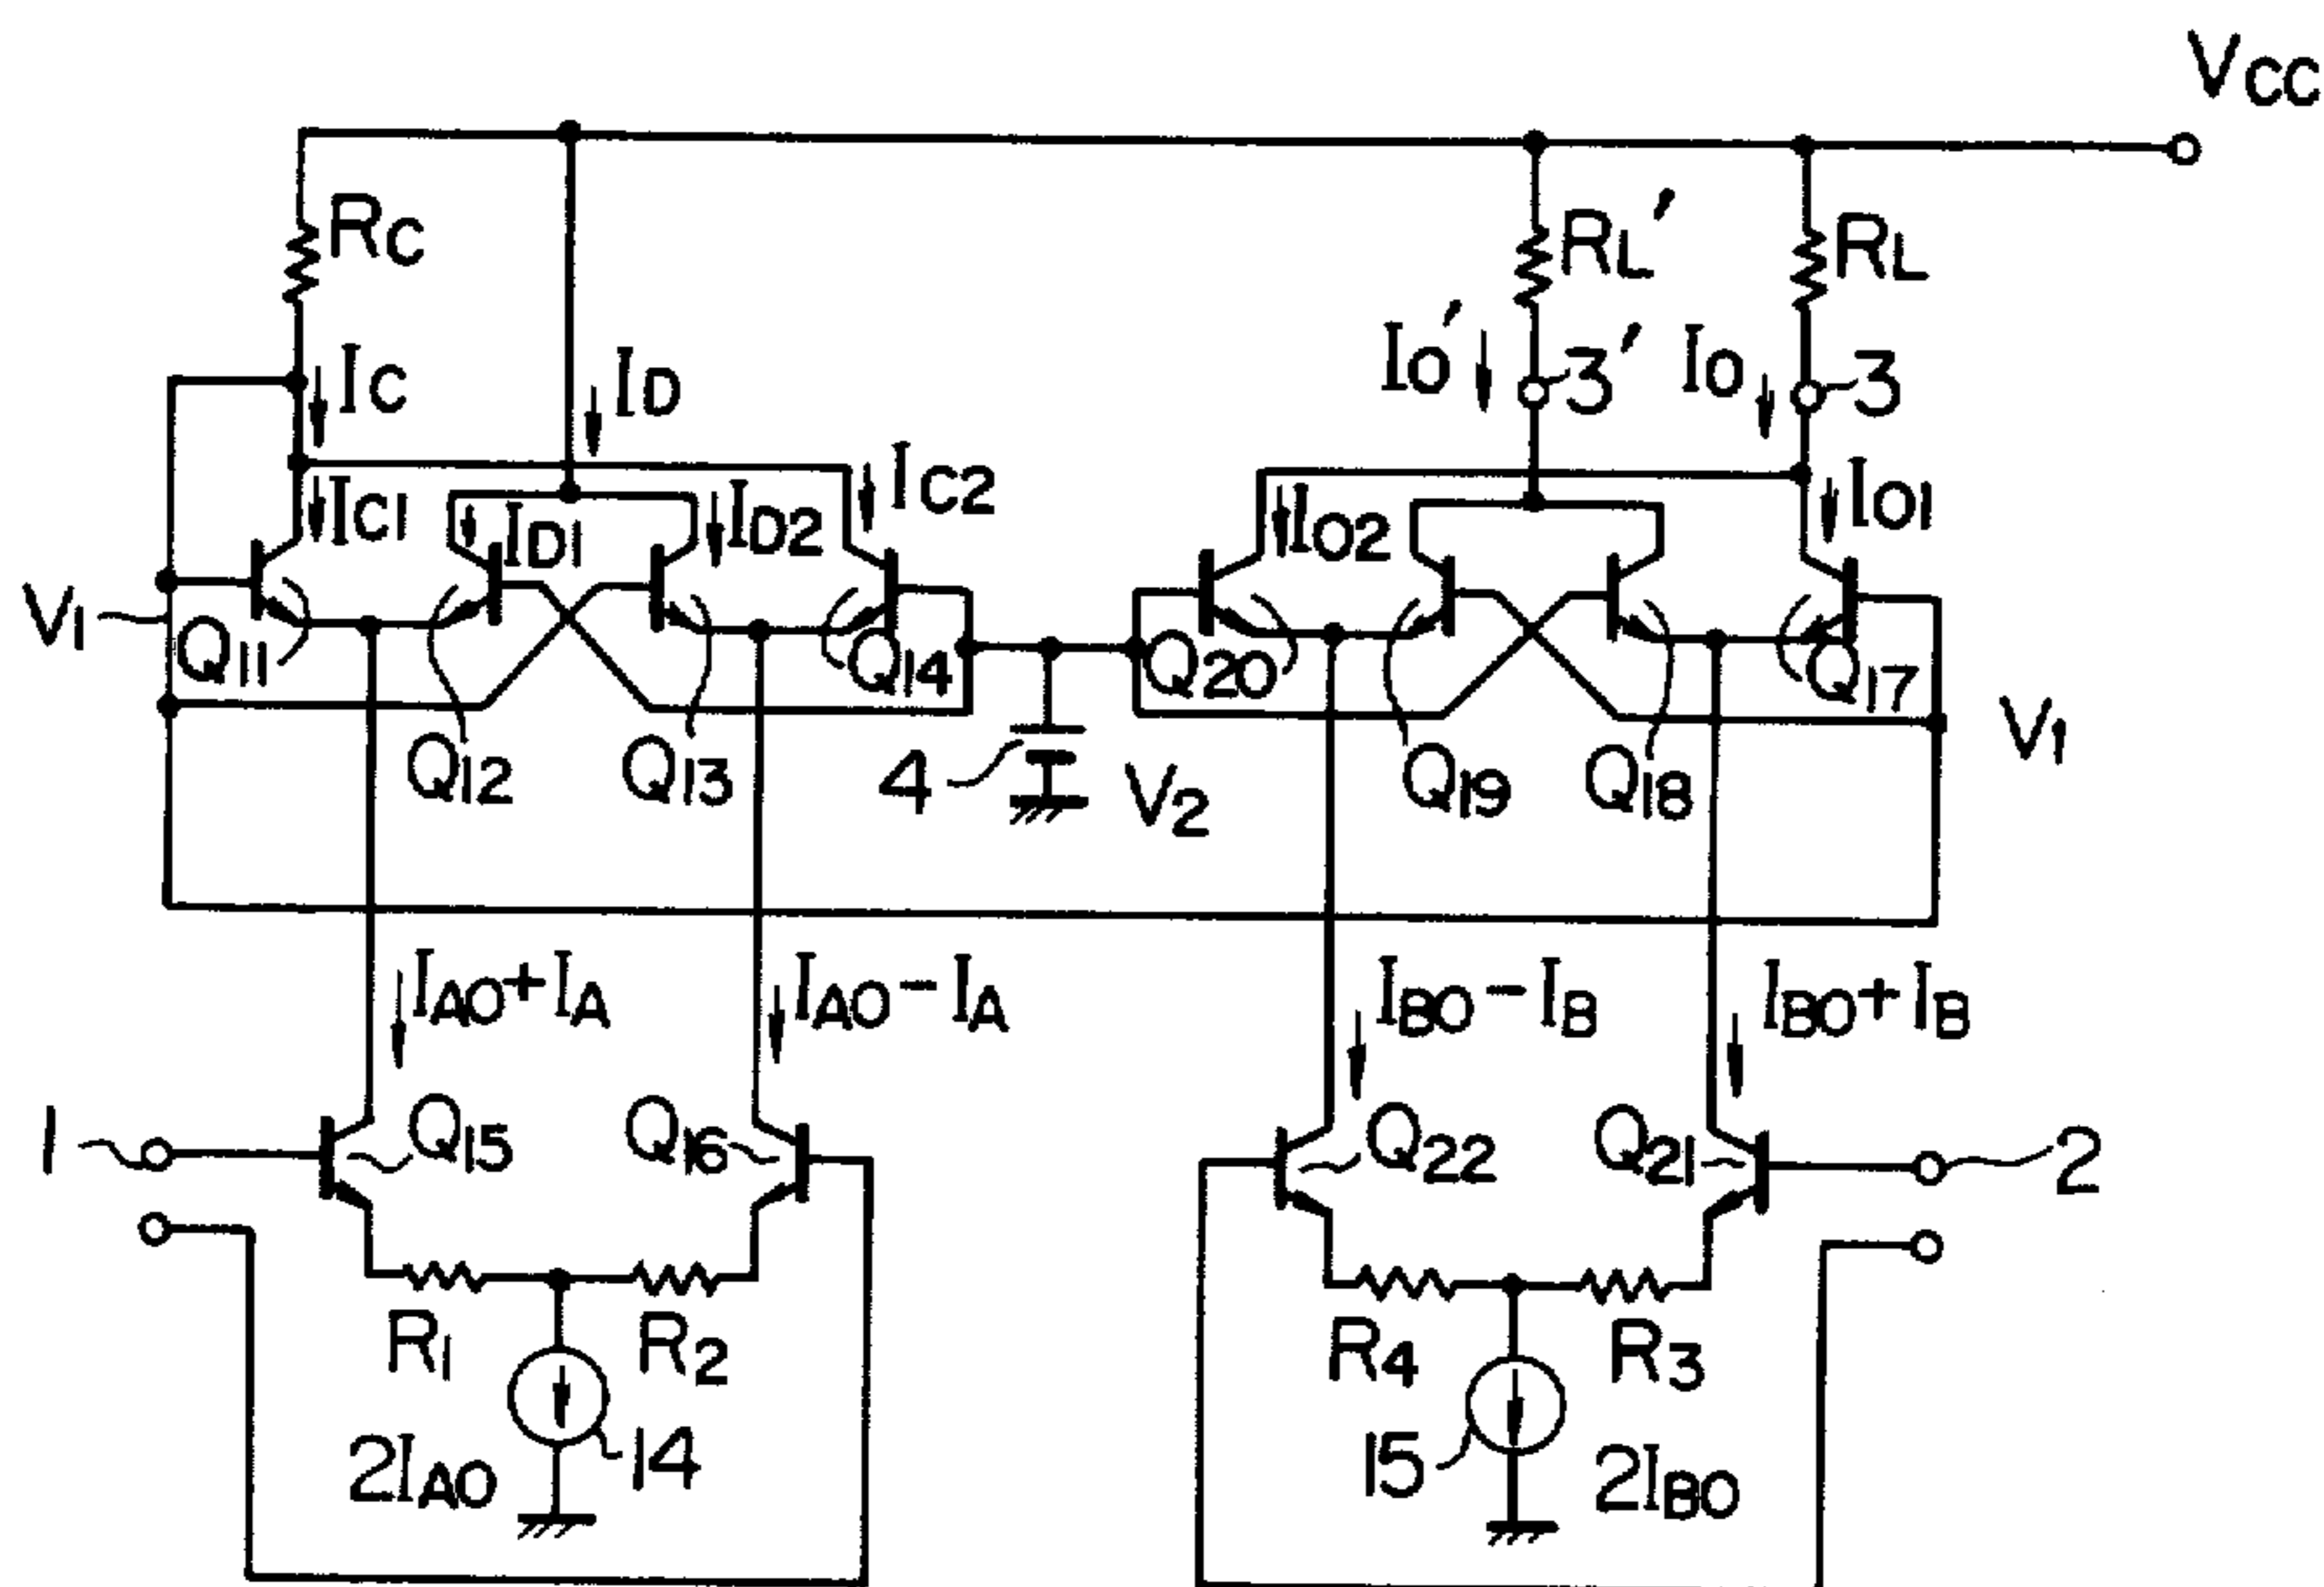 VCC
RC
RL'
RL
IC
ID
IO'
3'
IO
3
IC1
ID1
ID2
IC2
IO2
IO1
V1
Q11
Q12
Q13
Q14
4
V2
Q20
Q19
Q18
Q17
V1
IAO+IA
IAO-IA
IBO-IB
IBO+IB
1
Q15
Q16
Q22
Q21
2
R1
R2
R4
R3
2IAO
14
15
2IBO